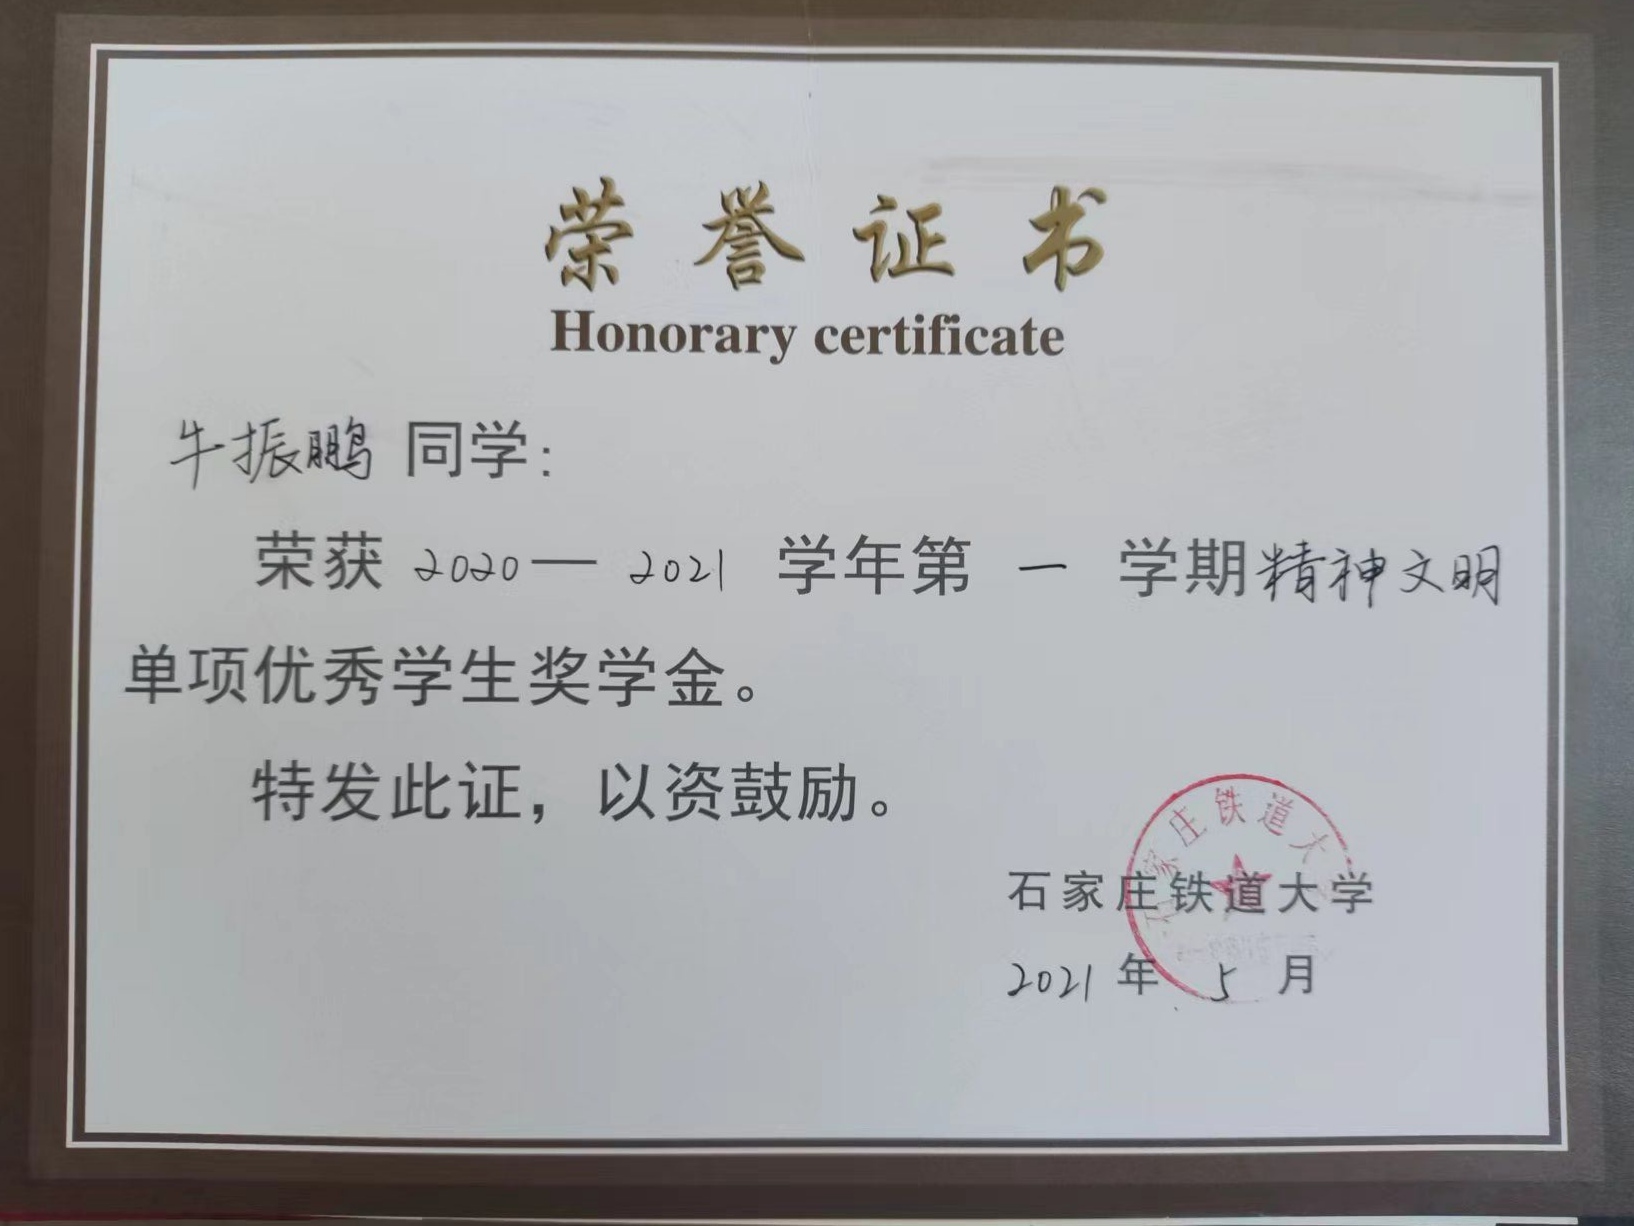 荣誉证书
Honorary certificate
牛振鹏 同学:
荣获 2020—2021 学年第 一 学期精神文明
单项优秀学生奖学金。
特发此证，以资鼓励。
石家庄铁道大
石家庄铁道大学
2021 年 5 月